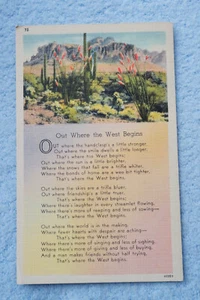 78
Out Where the West Begins
OUT where the handclasp's a little stronger,
Out where the smile dwells a little longer,
That's where the West begins;
Out where the sun is a little brighter,
Where the snows that fall are a trifle whiter,
Where the bonds of home are a wee bit tighter,
That's where the West begins.
Out where the skies are a trifle bluer,
Out where friendship's a little truer,
That's where the West begins;
Where there's laughter in every streamlet flowing,
Where there's more of reaping and less of sowing—
That's where the West begins.
Out where the world is in the making,
Where fewer hearts with despair are aching—
That's where the West begins;
Where there's more of singing and less of sighing,
Where there's more of giving and less of buying,
And a man makes friends without half trying,
That's where the West begins.